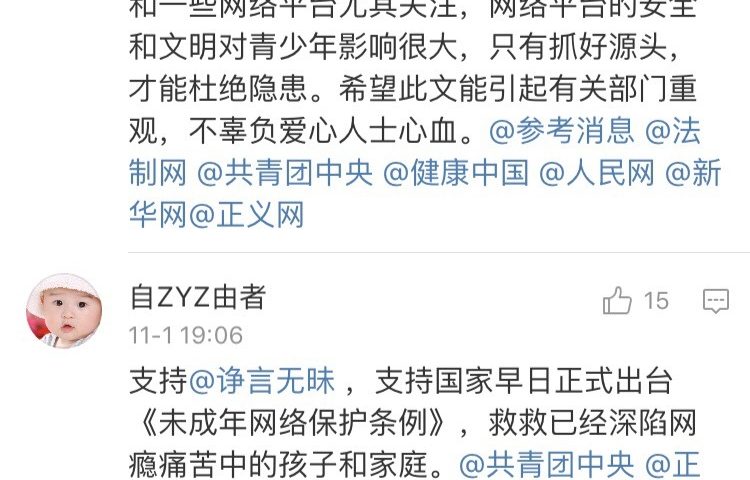 和一些网络平台尤其关注，网络平台的安全
和文明对青少年影响很大，只有抓好源头，
才能杜绝隐患。希望此文能引起有关部门重
观，不辜负爱心人士心血。@参考消息 @法
制网 @共青团中央 @健康中国 @人民网 @新
华网@正义网
自ZYZ由者
15
11-1 19:06
支持@诤言无昧 ，支持国家早日正式出台
《未成年网络保护条例》，救救已经深陷网
瘾痛苦中的孩子和家庭。@共青团中央 @正